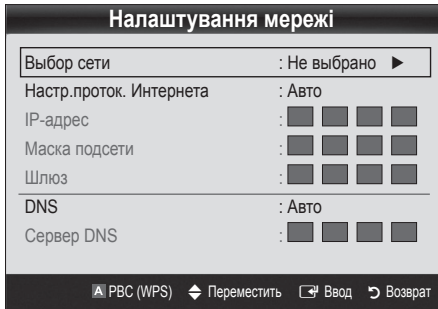 Налаштування мережі
Выбор сети : Не выбрано ▶
Настр.проток. Интернета : Авто
IP-адрес :
Маска подсети :
Шлюз :
DNS : Авто
Сервер DNS :
A PBC (WPS) Переместить Ввод Возврат